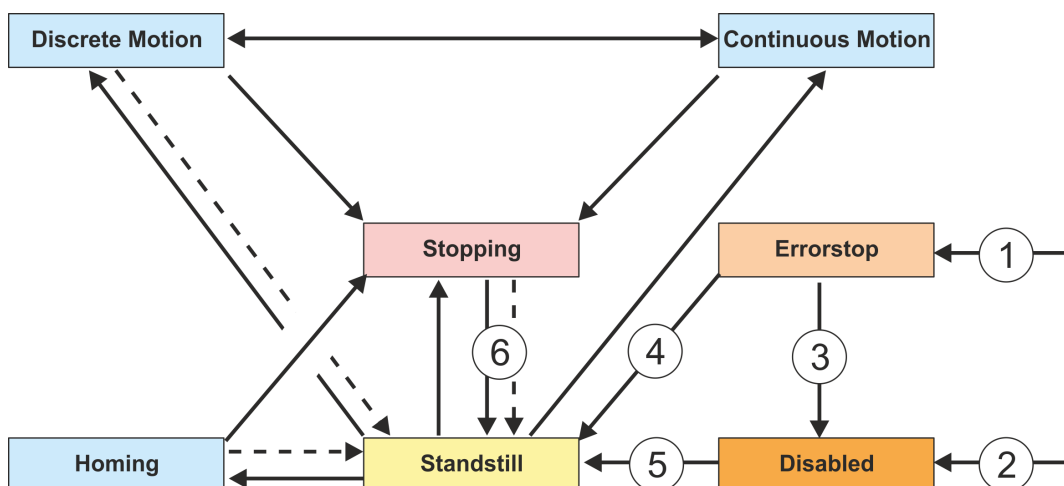 Discrete Motion
Continuous Motion
Stopping
Errorstop
1
6
4
3
Homing
Standstill
5
Disabled
2